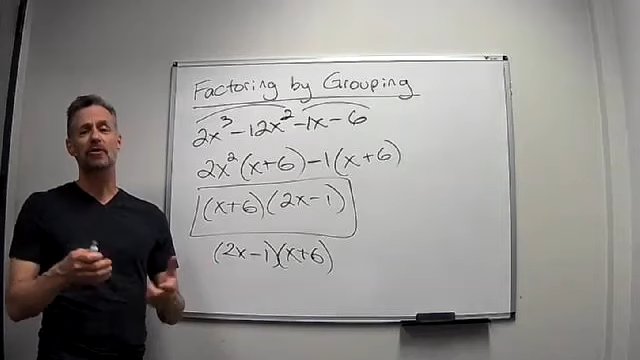 Factoring by Grouping
2x³ - 12x² - 1x - 6
2x² (x+6) - 1 (x+6)
(x+6) (2x - 1)
(2x - 1)(x+6)